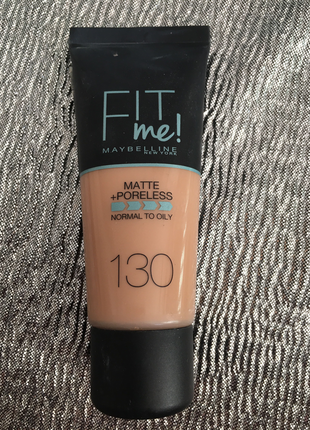 FIT
me!
MAYBELLINE
NEW YORK
MATTE
+PORELESS
NORMAL TO OILY
130